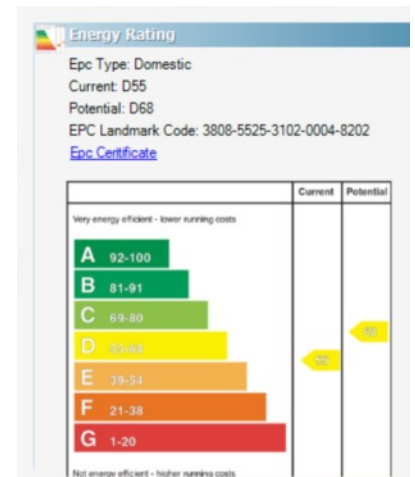 Energy Rating
Epc Type: Domestic
Current: D55
Potential: D68
EPC Landmark Code: 3808-5525-3102-0004-8202
Epc Certificate
Current Potential
Very energy efficient - lower running costs
A 92-100
B 81-91
C 69-80
D 55-68
E 39-54
F 21-38
G 1-20
Not energy efficient - higher running costs